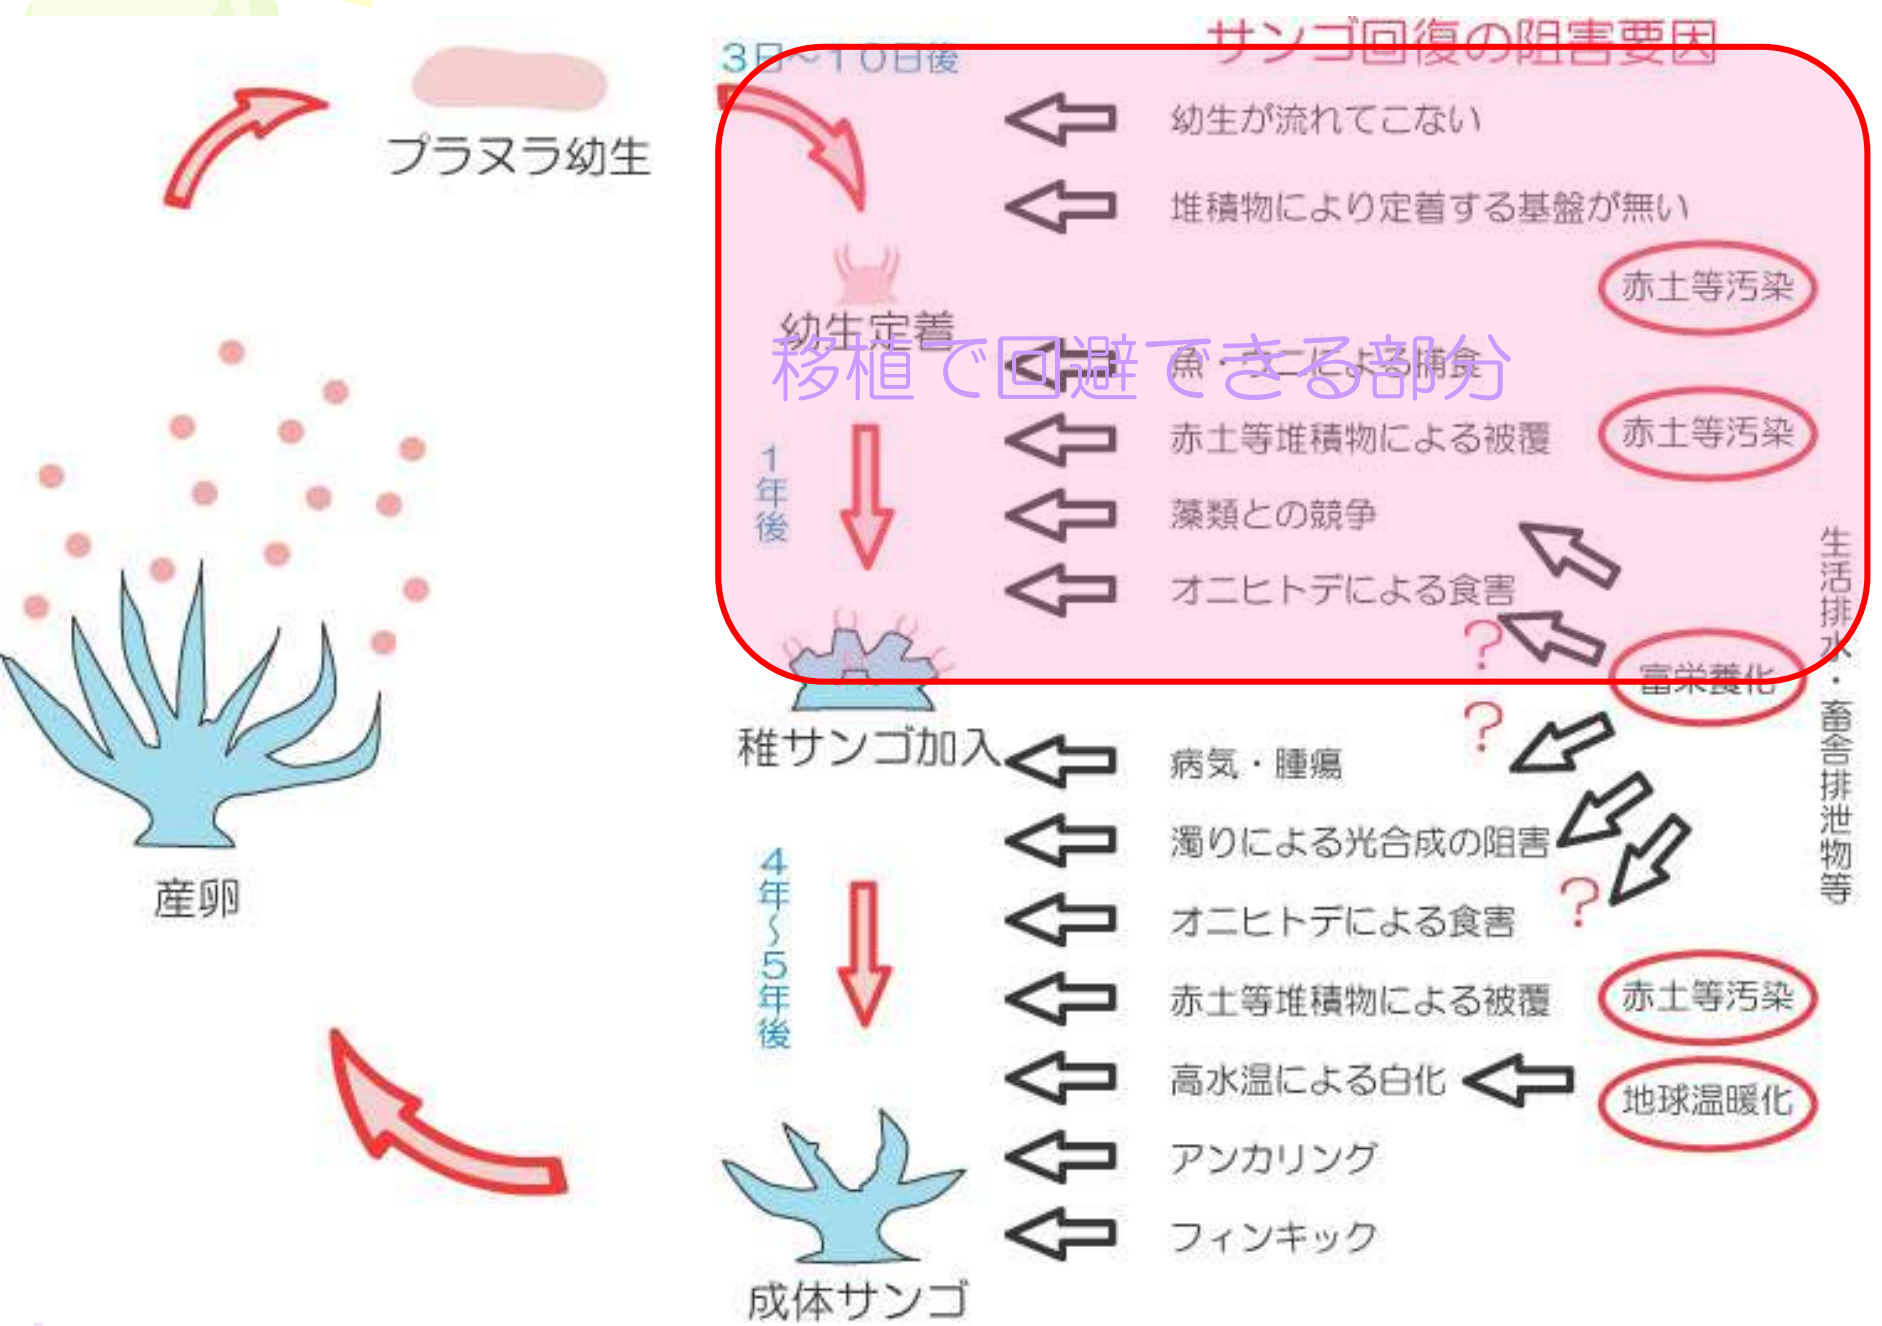 サンゴ回復の阻害要因
3日～10日後
プラヌラ幼生
幼生が流れてこない
堆積物により定着する基盤が無い
赤土等汚染
幼生定着
移植で回避できる部分
魚・ウニによる捕食
赤土等堆積物による被覆
赤土等汚染
1年後
藻類との競争
オニヒトデによる食害
?
富栄養化
生活排水・畜舎排泄物等
稚サンゴ加入
?
病気・腫瘍
濁りによる光合成の阻害
4年～5年後
オニヒトデによる食害
?
赤土等堆積物による被覆
赤土等汚染
高水温による白化
地球温暖化
アンカリング
フィンキック
成体サンゴ
産卵